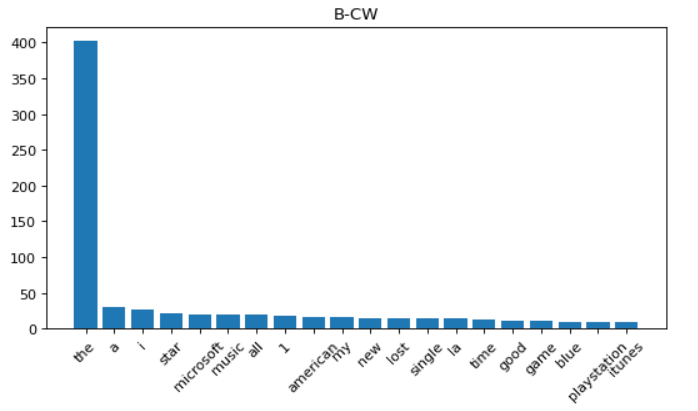 B-CW
400
350
300
250
200
150
100
50
0
the
a
i
star
microsoft
music
all
1
american
my
new
lost
single
la
time
good
game
blue
playstation
itunes